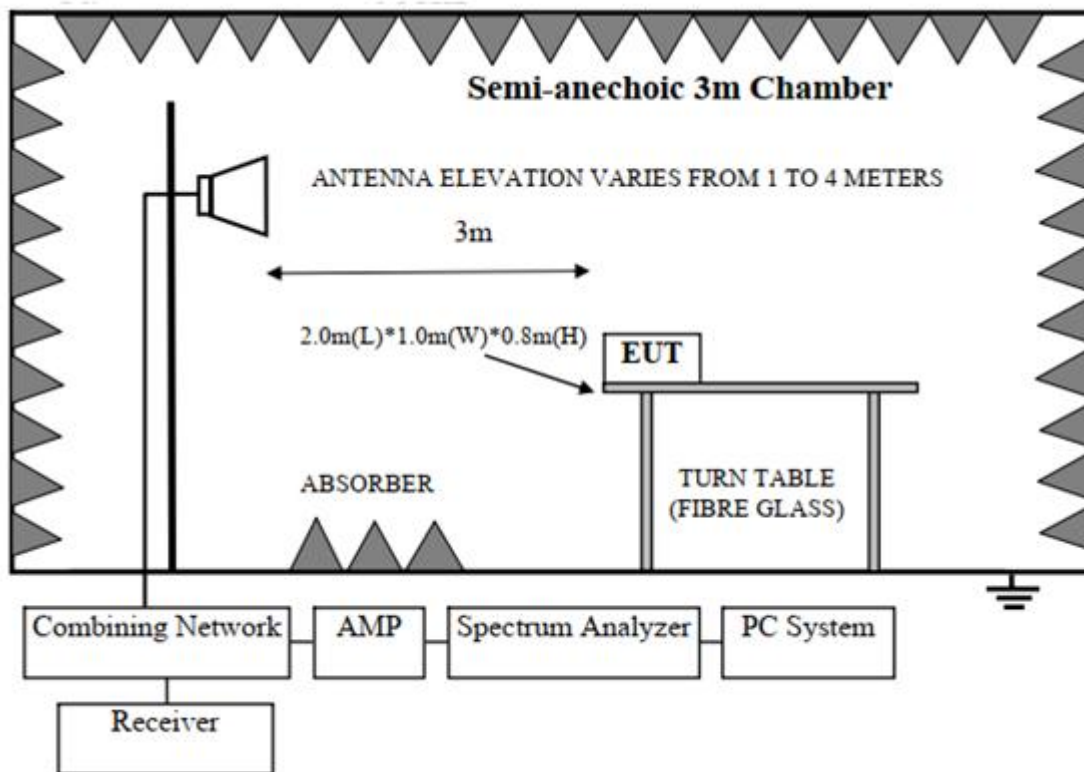 Semi-anechoic 3m Chamber
ANTENNA ELEVATION VARIES FROM 1 TO 4 METERS
3m
2.0m(L)*1.0m(W)*0.8m(H)
EUT
ABSORBER
TURN TABLE
(FIBRE GLASS)
Combining Network
AMP
Spectrum Analyzer
PC System
Receiver